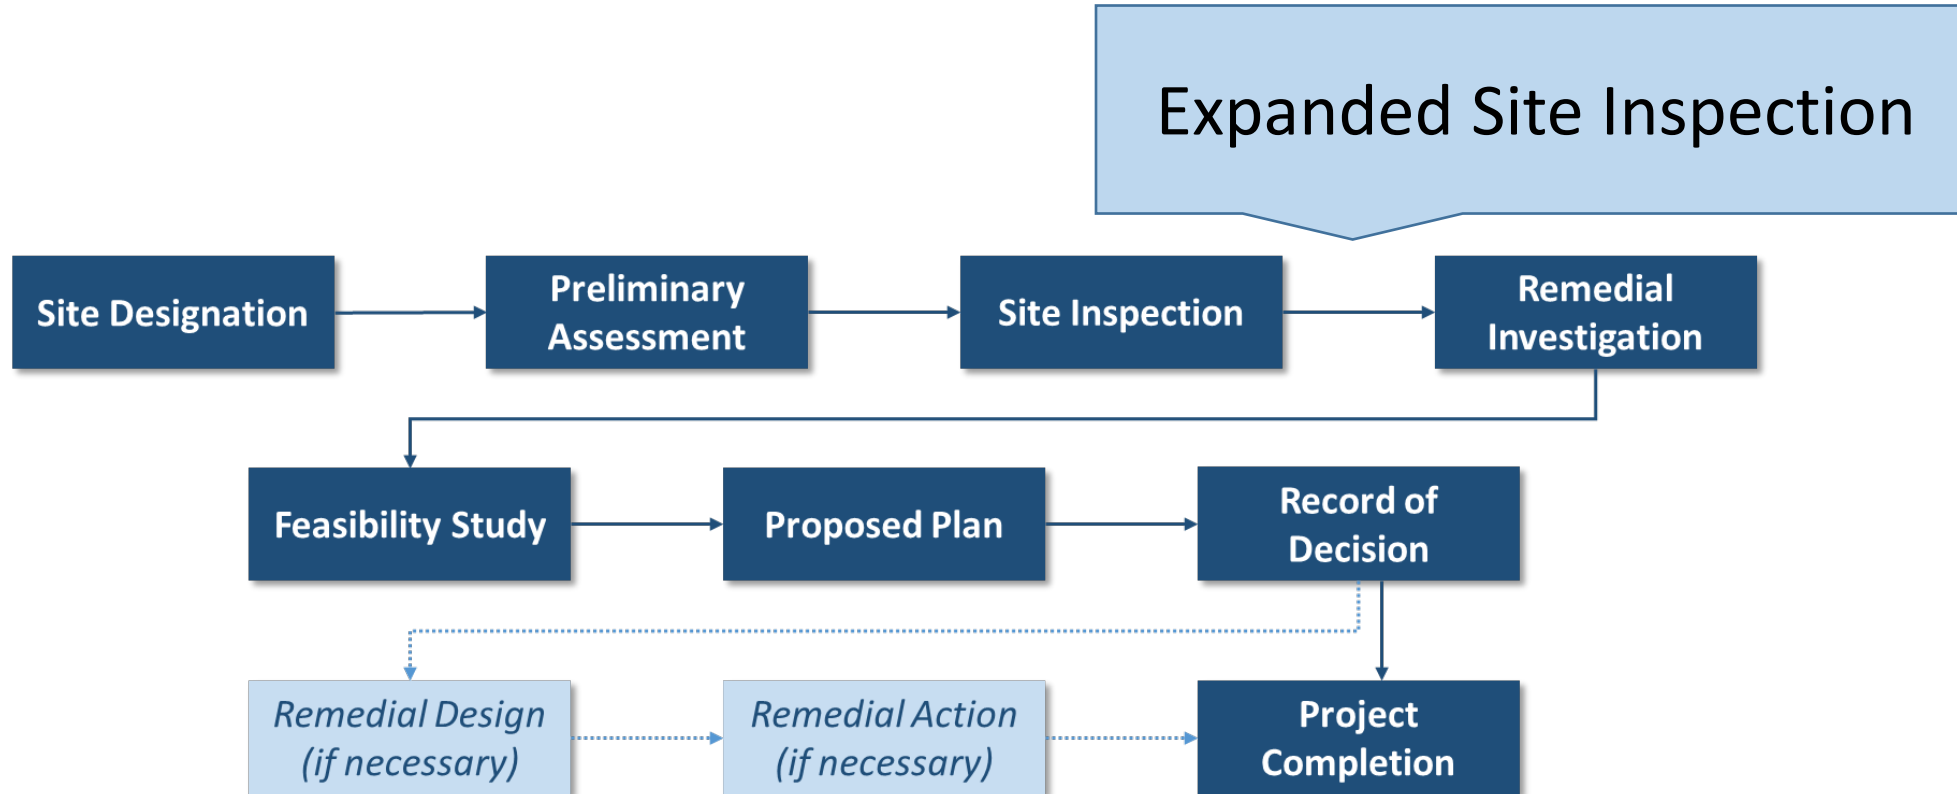 Expanded Site Inspection
Site Designation
Preliminary
Assessment
Site Inspection
Remedial
Investigation
Feasibility Study
Proposed Plan
Record of
Decision
Remedial Design
(if necessary)
Remedial Action
(if necessary)
Project
Completion